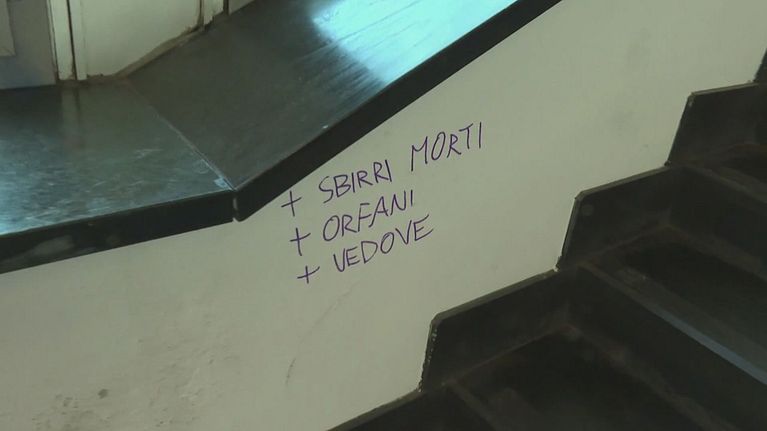 + SBIRRI MORTI
+ ORFANI
+ VEDOVE